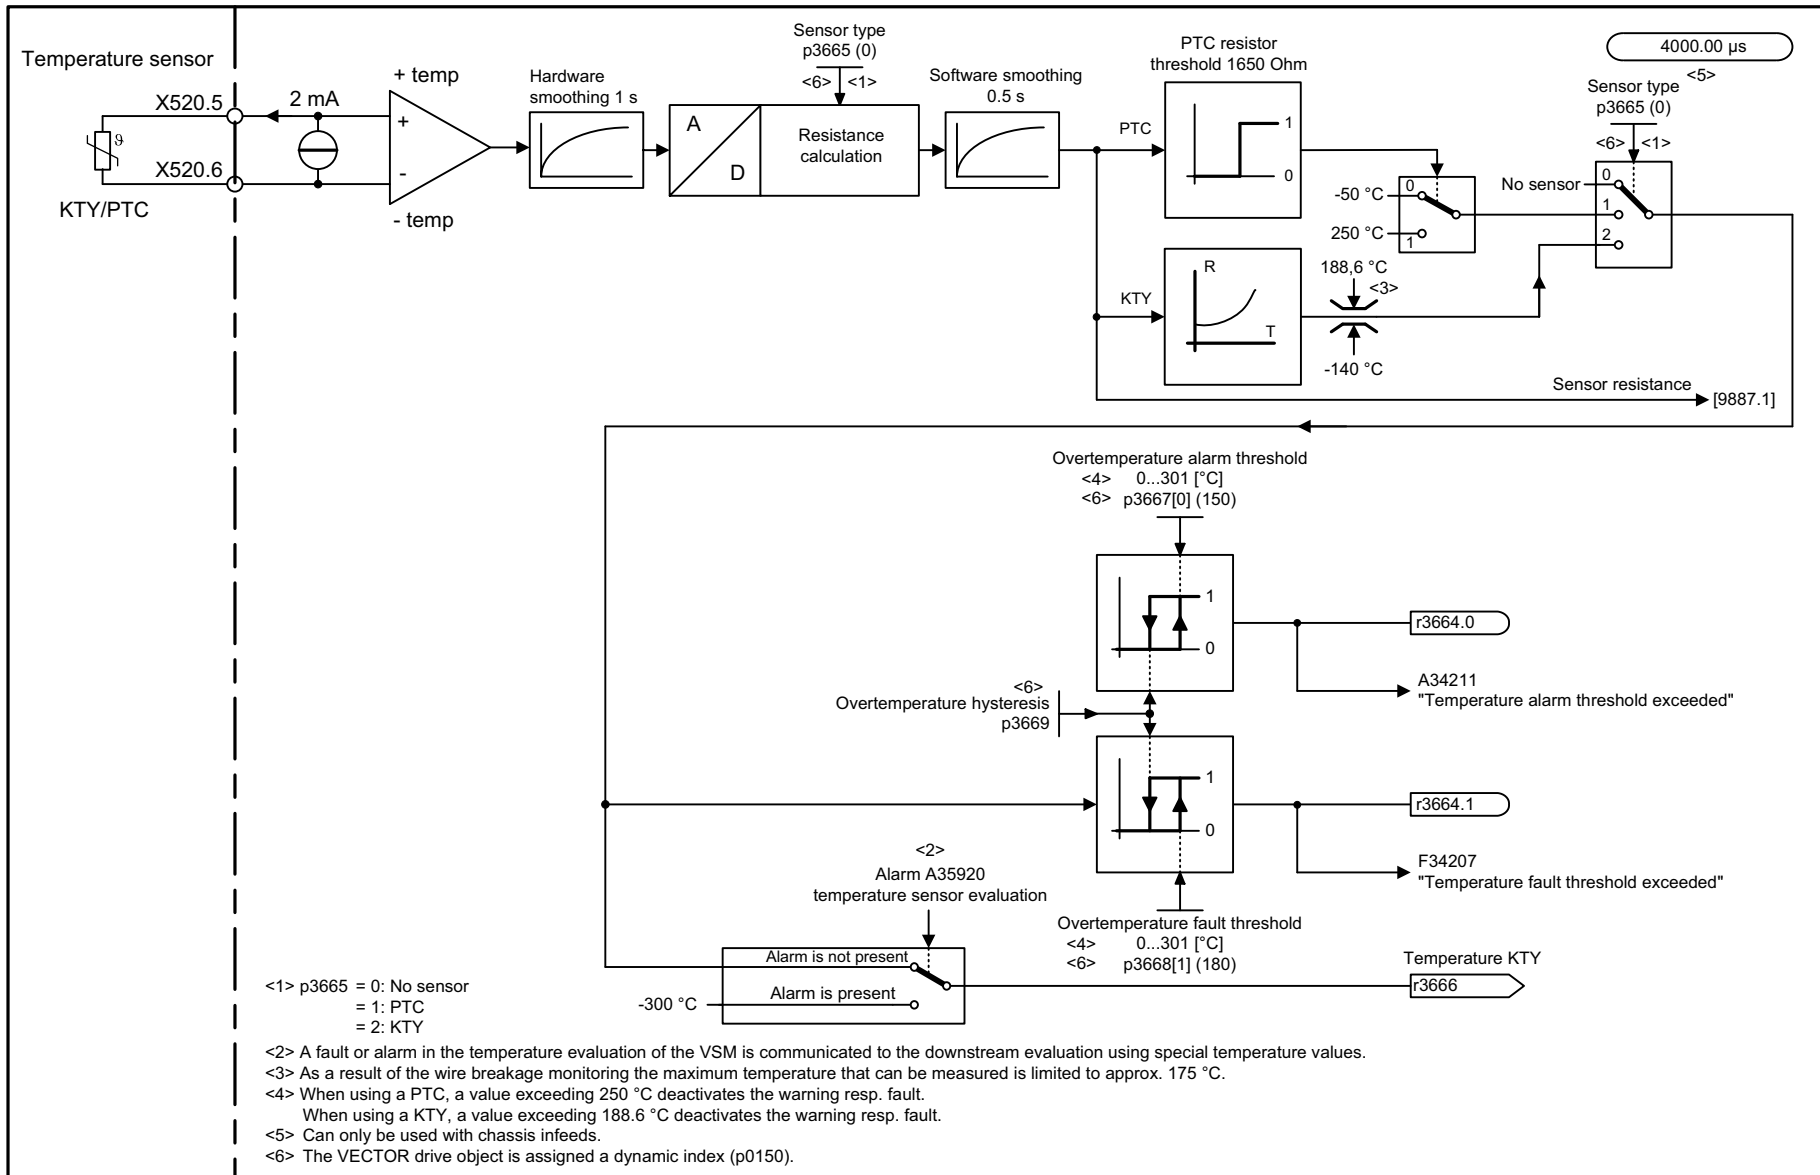 Temperature sensor
X520.5
ϑ
X520.6
KTY/PTC
2 mA
+ temp
+
-
- temp
Hardware
smoothing 1 s
Sensor type
p3665 (0)
<6> <1>
A
D
Resistance
calculation
Software smoothing
0.5 s
PTC resistor
threshold 1650 Ohm
PTC
1
0
4000.00 µs
<5>
Sensor type
p3665 (0)
<6> <1>
-50 °C
0
250 °C
1
No sensor
0
1
2
KTY
R
T
188,6 °C
<3>
-140 °C
Sensor resistance
[9887.1]
Overtemperature alarm threshold
<4> 0...301 [°C]
<6> p3667[0] (150)
1
0
r3664.0
A34211
"Temperature alarm threshold exceeded"
<6>
Overtemperature hysteresis
p3669
1
0
r3664.1
F34207
"Temperature fault threshold exceeded"
Overtemperature fault threshold
<4> 0...301 [°C]
<6> p3668[1] (180)
<2>
Alarm A35920
temperature sensor evaluation
Alarm is not present
-300 °C
Alarm is present
Temperature KTY
r3666
<1> p3665 = 0: No sensor
= 1: PTC
= 2: KTY
<2> A fault or alarm in the temperature evaluation of the VSM is communicated to the downstream evaluation using special temperature values.
<3> As a result of the wire breakage monitoring the maximum temperature that can be measured is limited to approx. 175 °C.
<4> When using a PTC, a value exceeding 250 °C deactivates the warning resp. fault.
When using a KTY, a value exceeding 188.6 °C deactivates the warning resp. fault.
<5> Can only be used with chassis infeeds.
<6> The VECTOR drive object is assigned a dynamic index (p0150).